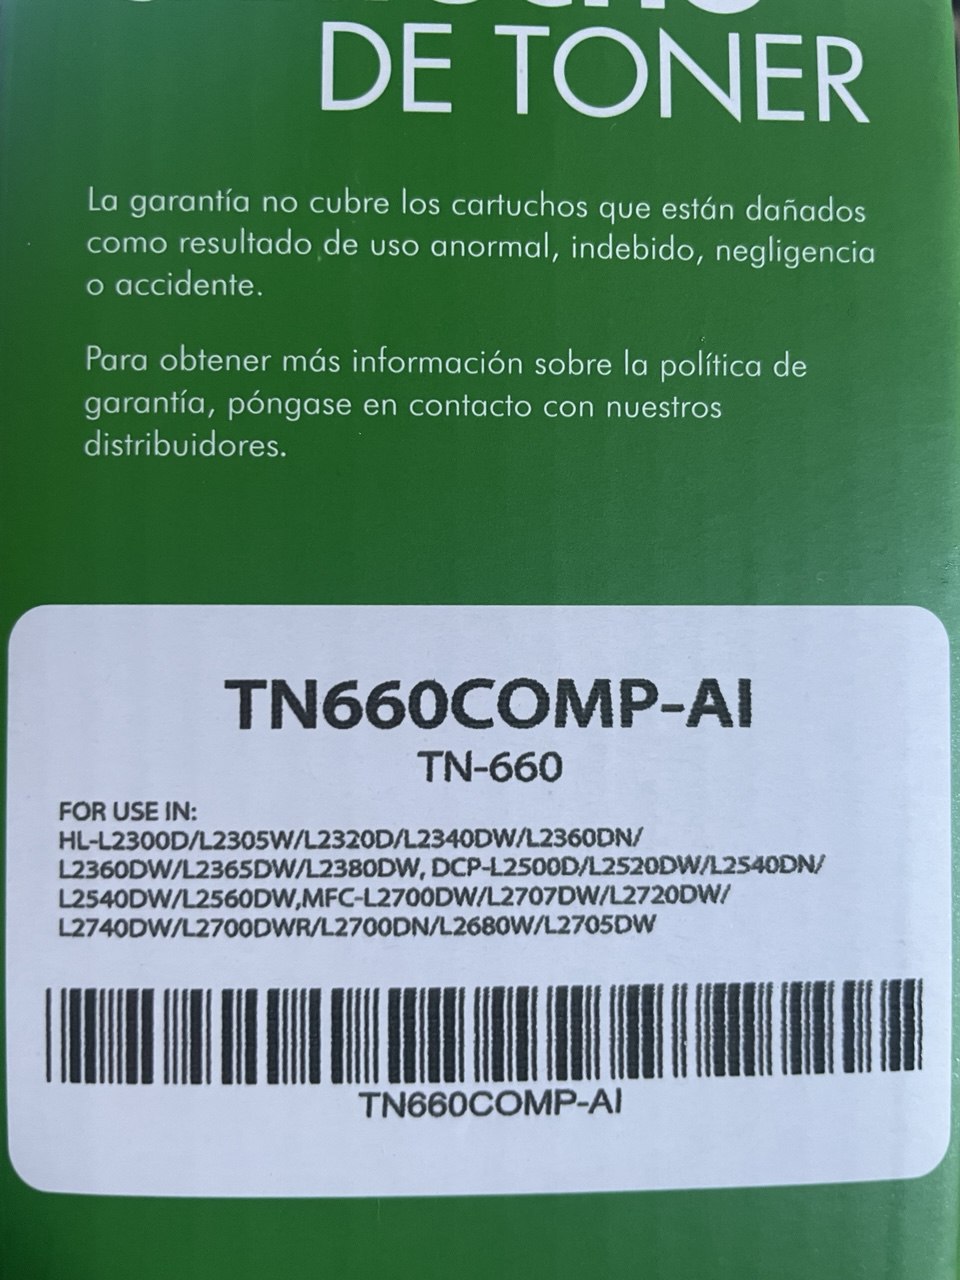 DE TONER
La garantía no cubre los cartuchos que están dañados
como resultado de uso anormal, indebido, negligencia
o accidente.
Para obtener más información sobre la política de
garantía, póngase en contacto con nuestros
distribuidores.
TN660COMP-AI
TN-660
FOR USE IN:
HL-L2300D/L2305W/L2320D/L2340DW/L2360DN/
L2360DW/L2365DW/L2380DW, DCP-L2500D/L2520DW/L2540DN/
L2540DW/L2560DW,MFC-L2700DW/L2707DW/L2720DW/
L2740DW/L2700DWR/L2700DN/L2680W/L2705DW
TN660COMP-AI